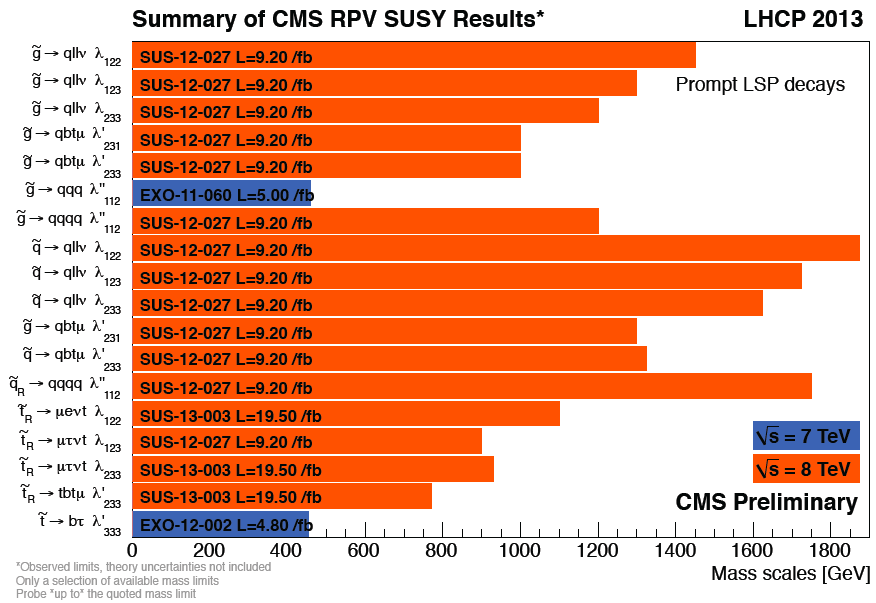 Summary of CMS RPV SUSY Results* LHCP 2013
g̃ → qllν λ₁₂₂ SUS-12-027 L=9.20 /fb
g̃ → qllν λ₁₂₃ SUS-12-027 L=9.20 /fb
Prompt LSP decays
g̃ → qllν λ₂₃₃ SUS-12-027 L=9.20 /fb
g̃ → qbtμ λ'₂₃₁ SUS-12-027 L=9.20 /fb
g̃ → qbtμ λ'₂₃₃ SUS-12-027 L=9.20 /fb
g̃ → qqq λ''₁₁₂ EXO-11-060 L=5.00 /fb
g̃ → qqqq λ''₁₁₂ SUS-12-027 L=9.20 /fb
q̃ → qllν λ₁₂₂ SUS-12-027 L=9.20 /fb
q̃ → qllν λ₁₂₃ SUS-12-027 L=9.20 /fb
q̃ → qllν λ₂₃₃ SUS-12-027 L=9.20 /fb
g̃ → qbtμ λ'₂₃₁ SUS-12-027 L=9.20 /fb
q̃ → qbtμ λ'₂₃₃ SUS-12-027 L=9.20 /fb
q̃_R → qqqq λ''₁₁₂ SUS-12-027 L=9.20 /fb
t̃_R → μeνt λ₁₂₂ SUS-13-003 L=19.50 /fb
t̃_R → μτνt λ₁₂₃ SUS-12-027 L=9.20 /fb
t̃_R → μτνt λ₂₃₃ SUS-13-003 L=19.50 /fb
t̃_R → tbtμ λ'₂₃₃ SUS-13-003 L=19.50 /fb
t̃ → bτ λ'₃₃₃ EXO-12-002 L=4.80 /fb
√s = 7 TeV
√s = 8 TeV
CMS Preliminary
0 200 400 600 800 1000 1200 1400 1600 1800
Mass scales [GeV]
*Observed limits, theory uncertainties not included
Only a selection of available mass limits
Probe *up to* the quoted mass limit